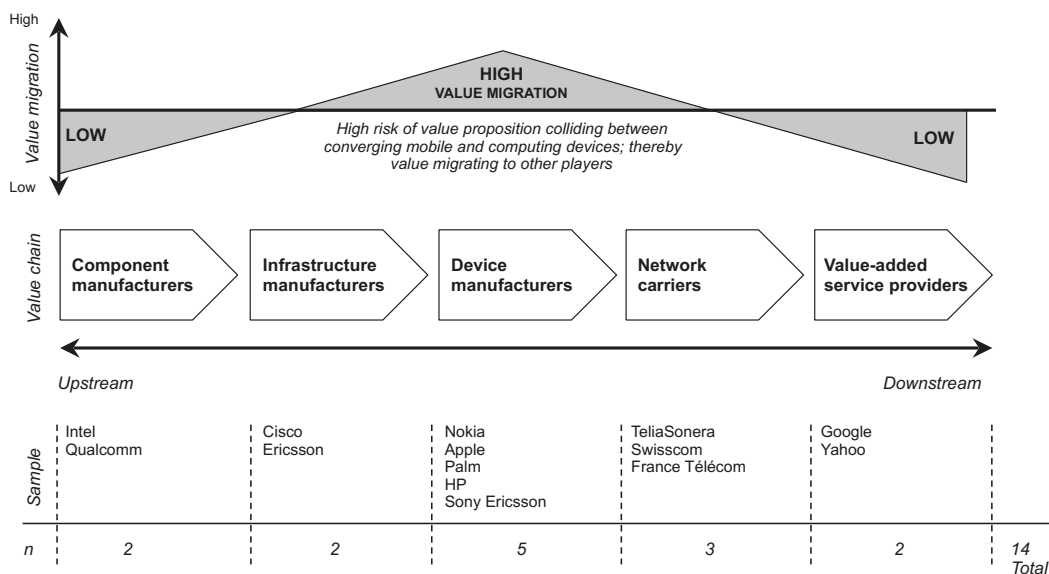 High
Value migration
Low
HIGH
VALUE MIGRATION
LOW
LOW
High risk of value proposition colliding between
converging mobile and computing devices; thereby
value migrating to other players
Value chain
Component
manufacturers
Infrastructure
manufacturers
Device
manufacturers
Network
carriers
Value-added
service providers
Upstream
Downstream
Sample
Intel
Qualcomm
Cisco
Ericsson
Nokia
Apple
Palm
HP
Sony Ericsson
TeliaSonera
Swisscom
France Télécom
Google
Yahoo
n 2 2 5 3 2 14
Total